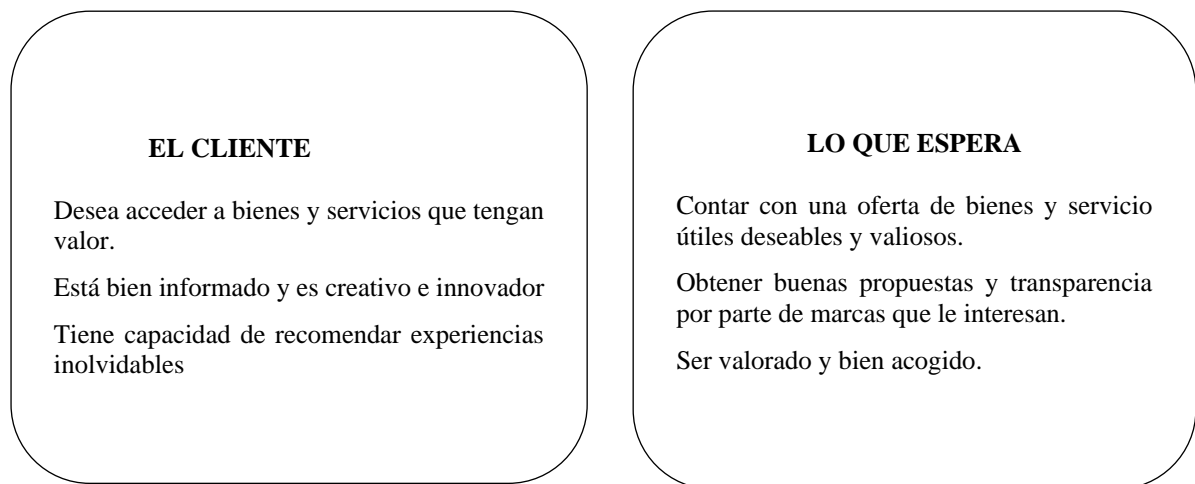 EL CLIENTE
Desea acceder a bienes y servicios que tengan
valor.
Está bien informado y es creativo e innovador
Tiene capacidad de recomendar experiencias
inolvidables
LO QUE ESPERA
Contar con una oferta de bienes y servicio
útiles deseables y valiosos.
Obtener buenas propuestas y transparencia
por parte de marcas que le interesan.
Ser valorado y bien acogido.